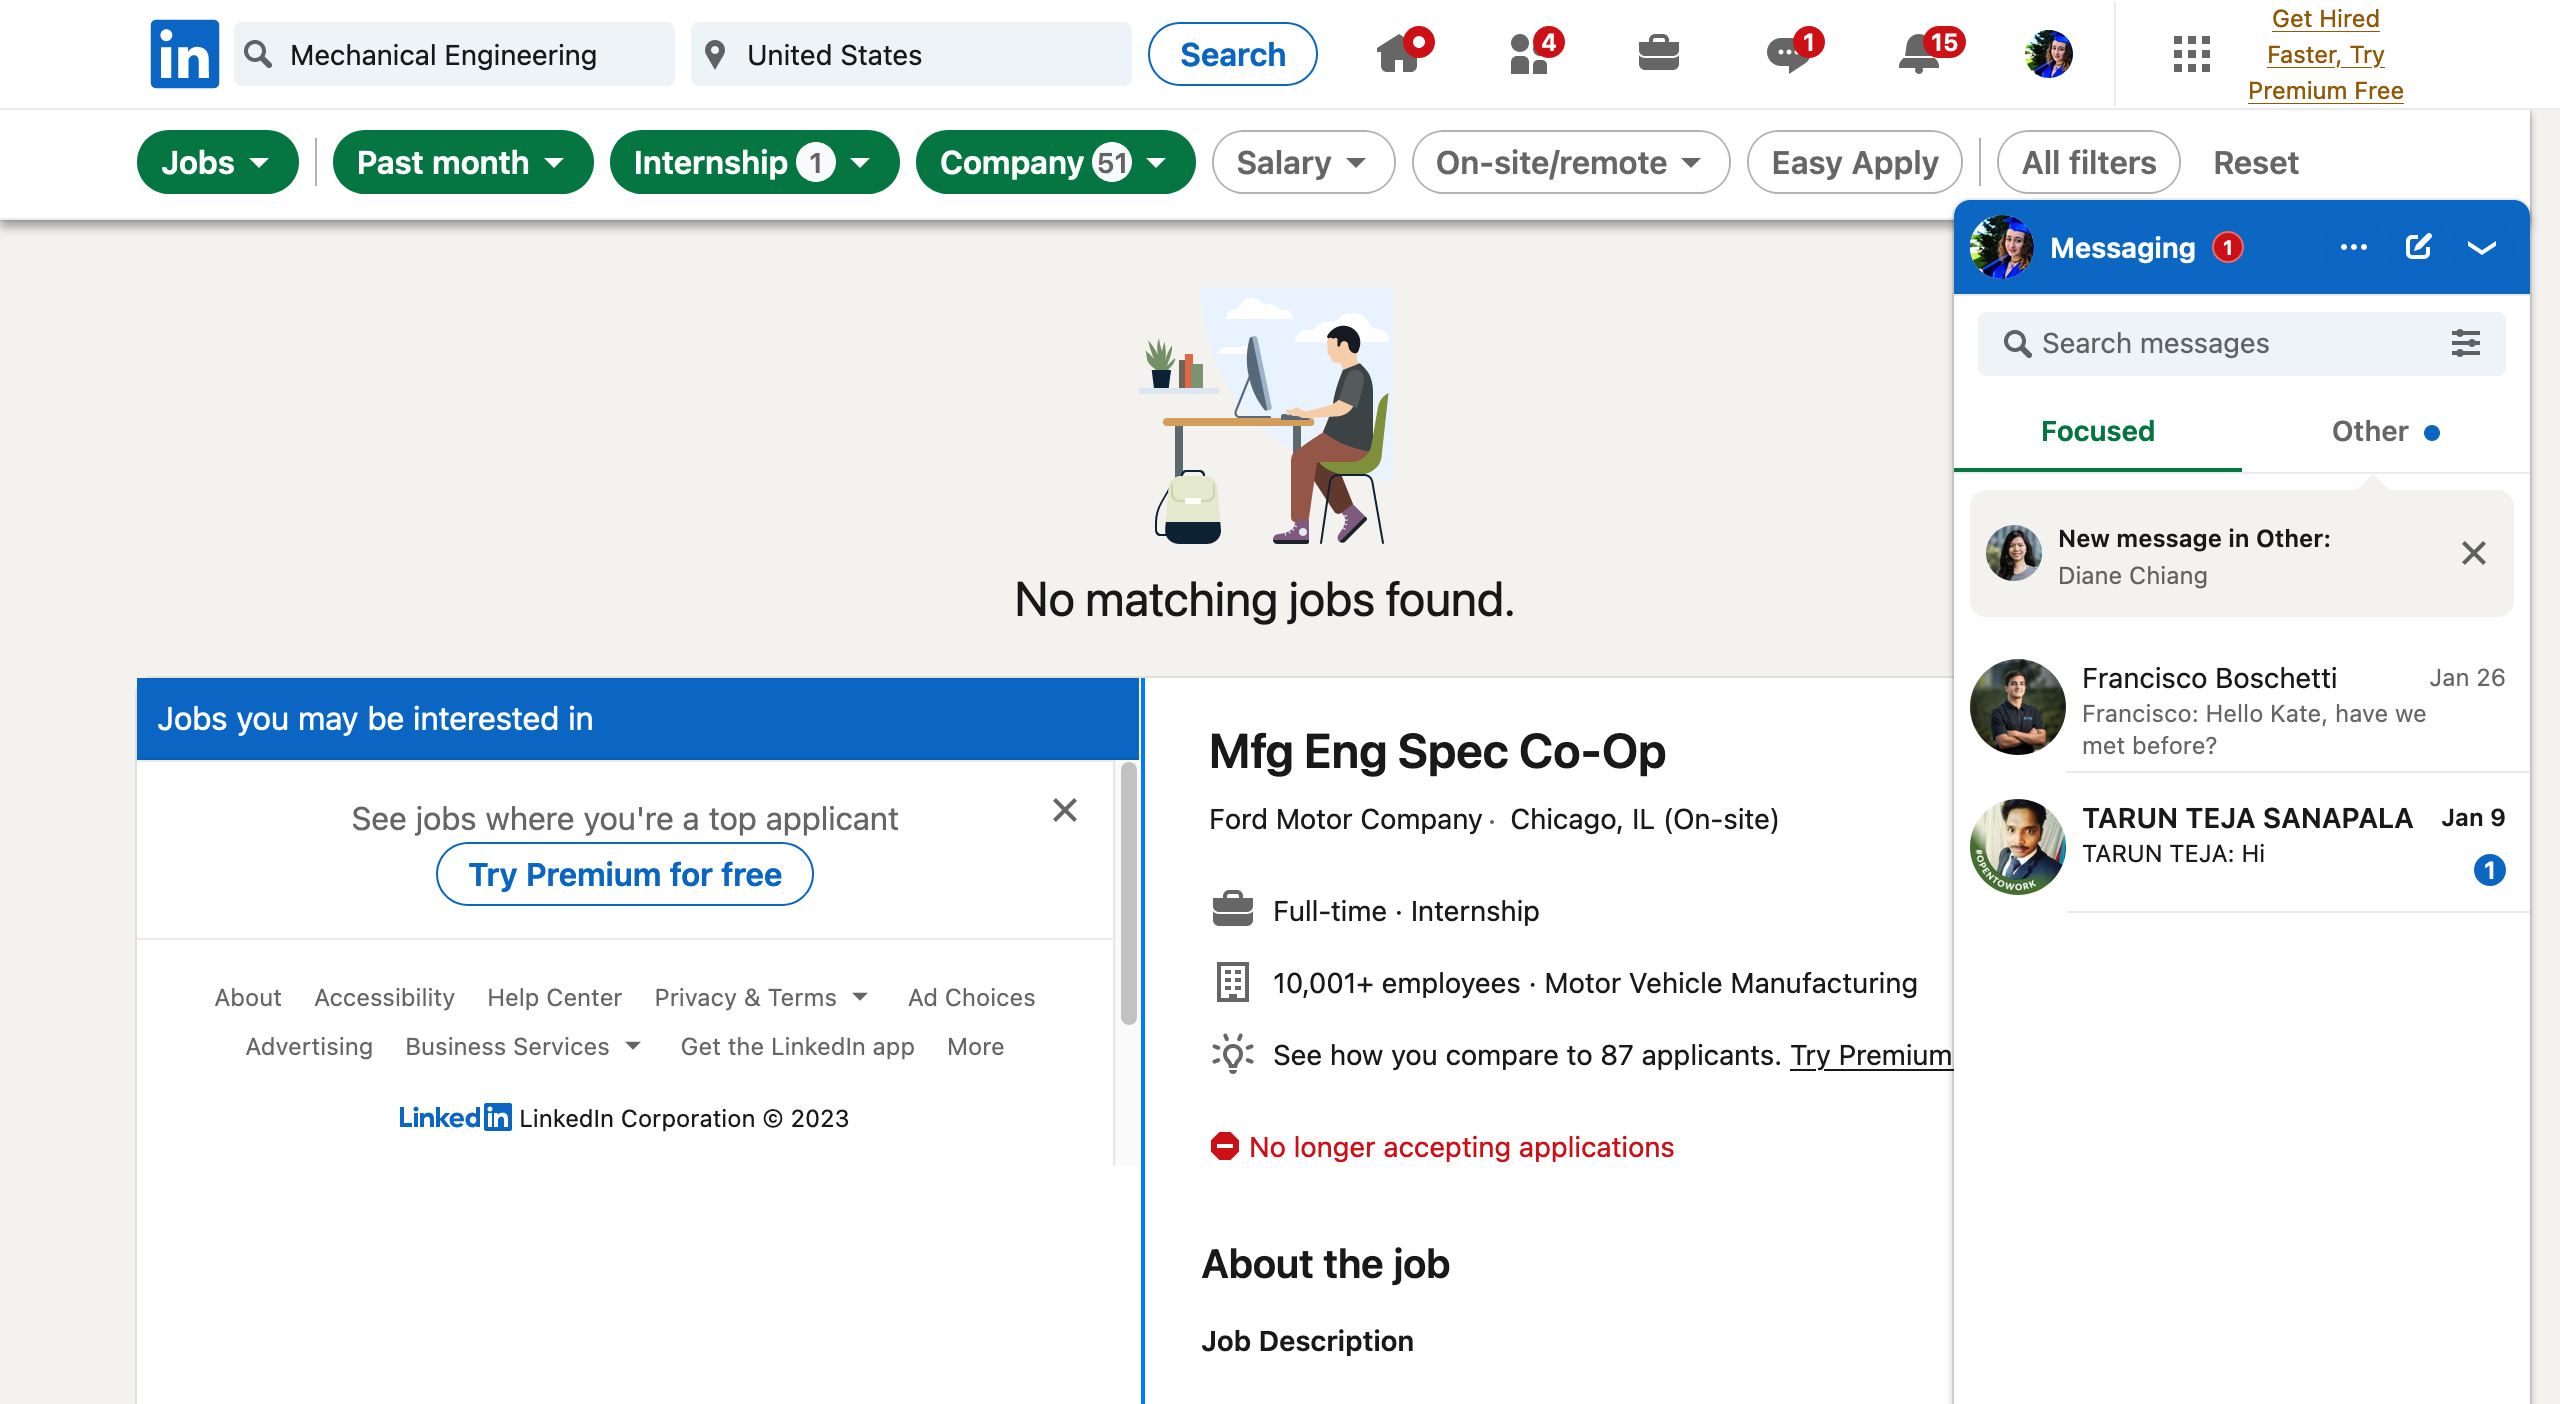 in
Mechanical Engineering
United States
Search
4
1
15
Get Hired
Faster, Try
Premium Free
Jobs
Past month
Internship 1
Company 51
Salary
On-site/remote
Easy Apply
All filters
Reset
Messaging 1
Search messages
Focused
Other
New message in Other:
Diane Chiang
Francisco Boschetti
Jan 26
Francisco: Hello Kate, have we
met before?
TARUN TEJA SANAPALA
Jan 9
TARUN TEJA: Hi
1
#OPENTOWORK
No matching jobs found.
Jobs you may be interested in
See jobs where you're a top applicant
Try Premium for free
About
Accessibility
Help Center
Privacy & Terms
Ad Choices
Advertising
Business Services
Get the LinkedIn app
More
LinkedIn LinkedIn Corporation © 2023
Mfg Eng Spec Co-Op
Ford Motor Company · Chicago, IL (On-site)
Full-time · Internship
10,001+ employees · Motor Vehicle Manufacturing
See how you compare to 87 applicants. Try Premium
No longer accepting applications
About the job
Job Description